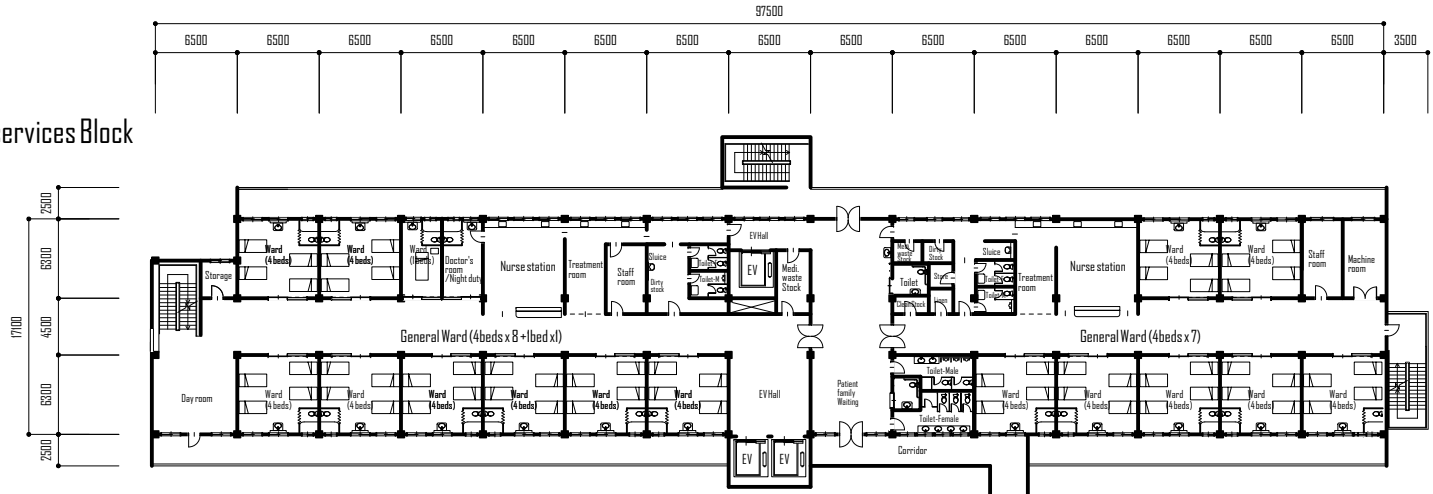 97500
6500 6500 6500 6500 6500 6500 6500 6500 6500 6500 6500 6500 6500 6500 6500 3500
ervices Block
2500
6300
4500
6300
2500
17100
EV Hall
Ward
(4 beds)
Ward
(4 beds)
Ward
(1beds)
Doctor's
room
/Night duty
Storage
Nurse station
Treatment
room
Staff
room
Sluice
Dirty
stock
Toilet-M
EV
Medi.
waste
Stock
Medi.
waste
Stock
Dirty
Stock
Sluice
Toilet
Store
Clean Stock
Linen
Treatment
room
Nurse station
Ward
(4 beds)
Ward
(4 beds)
Staff
room
Machine
room
General Ward (4beds x 8 +1bed x1)
General Ward (4beds x 7)
Day room
Ward
(4 beds)
Ward
(4 beds)
Ward
(4 beds)
Ward
(4 beds)
Ward
(4 beds)
Ward
(4 beds)
EV Hall
Patient
family
Waiting
Toilet-Male
Toilet-Female
Ward
(4 beds)
Ward
(4 beds)
Ward
(4 beds)
Ward
(4 beds)
Ward
(4 beds)
Corridor
EV
EV